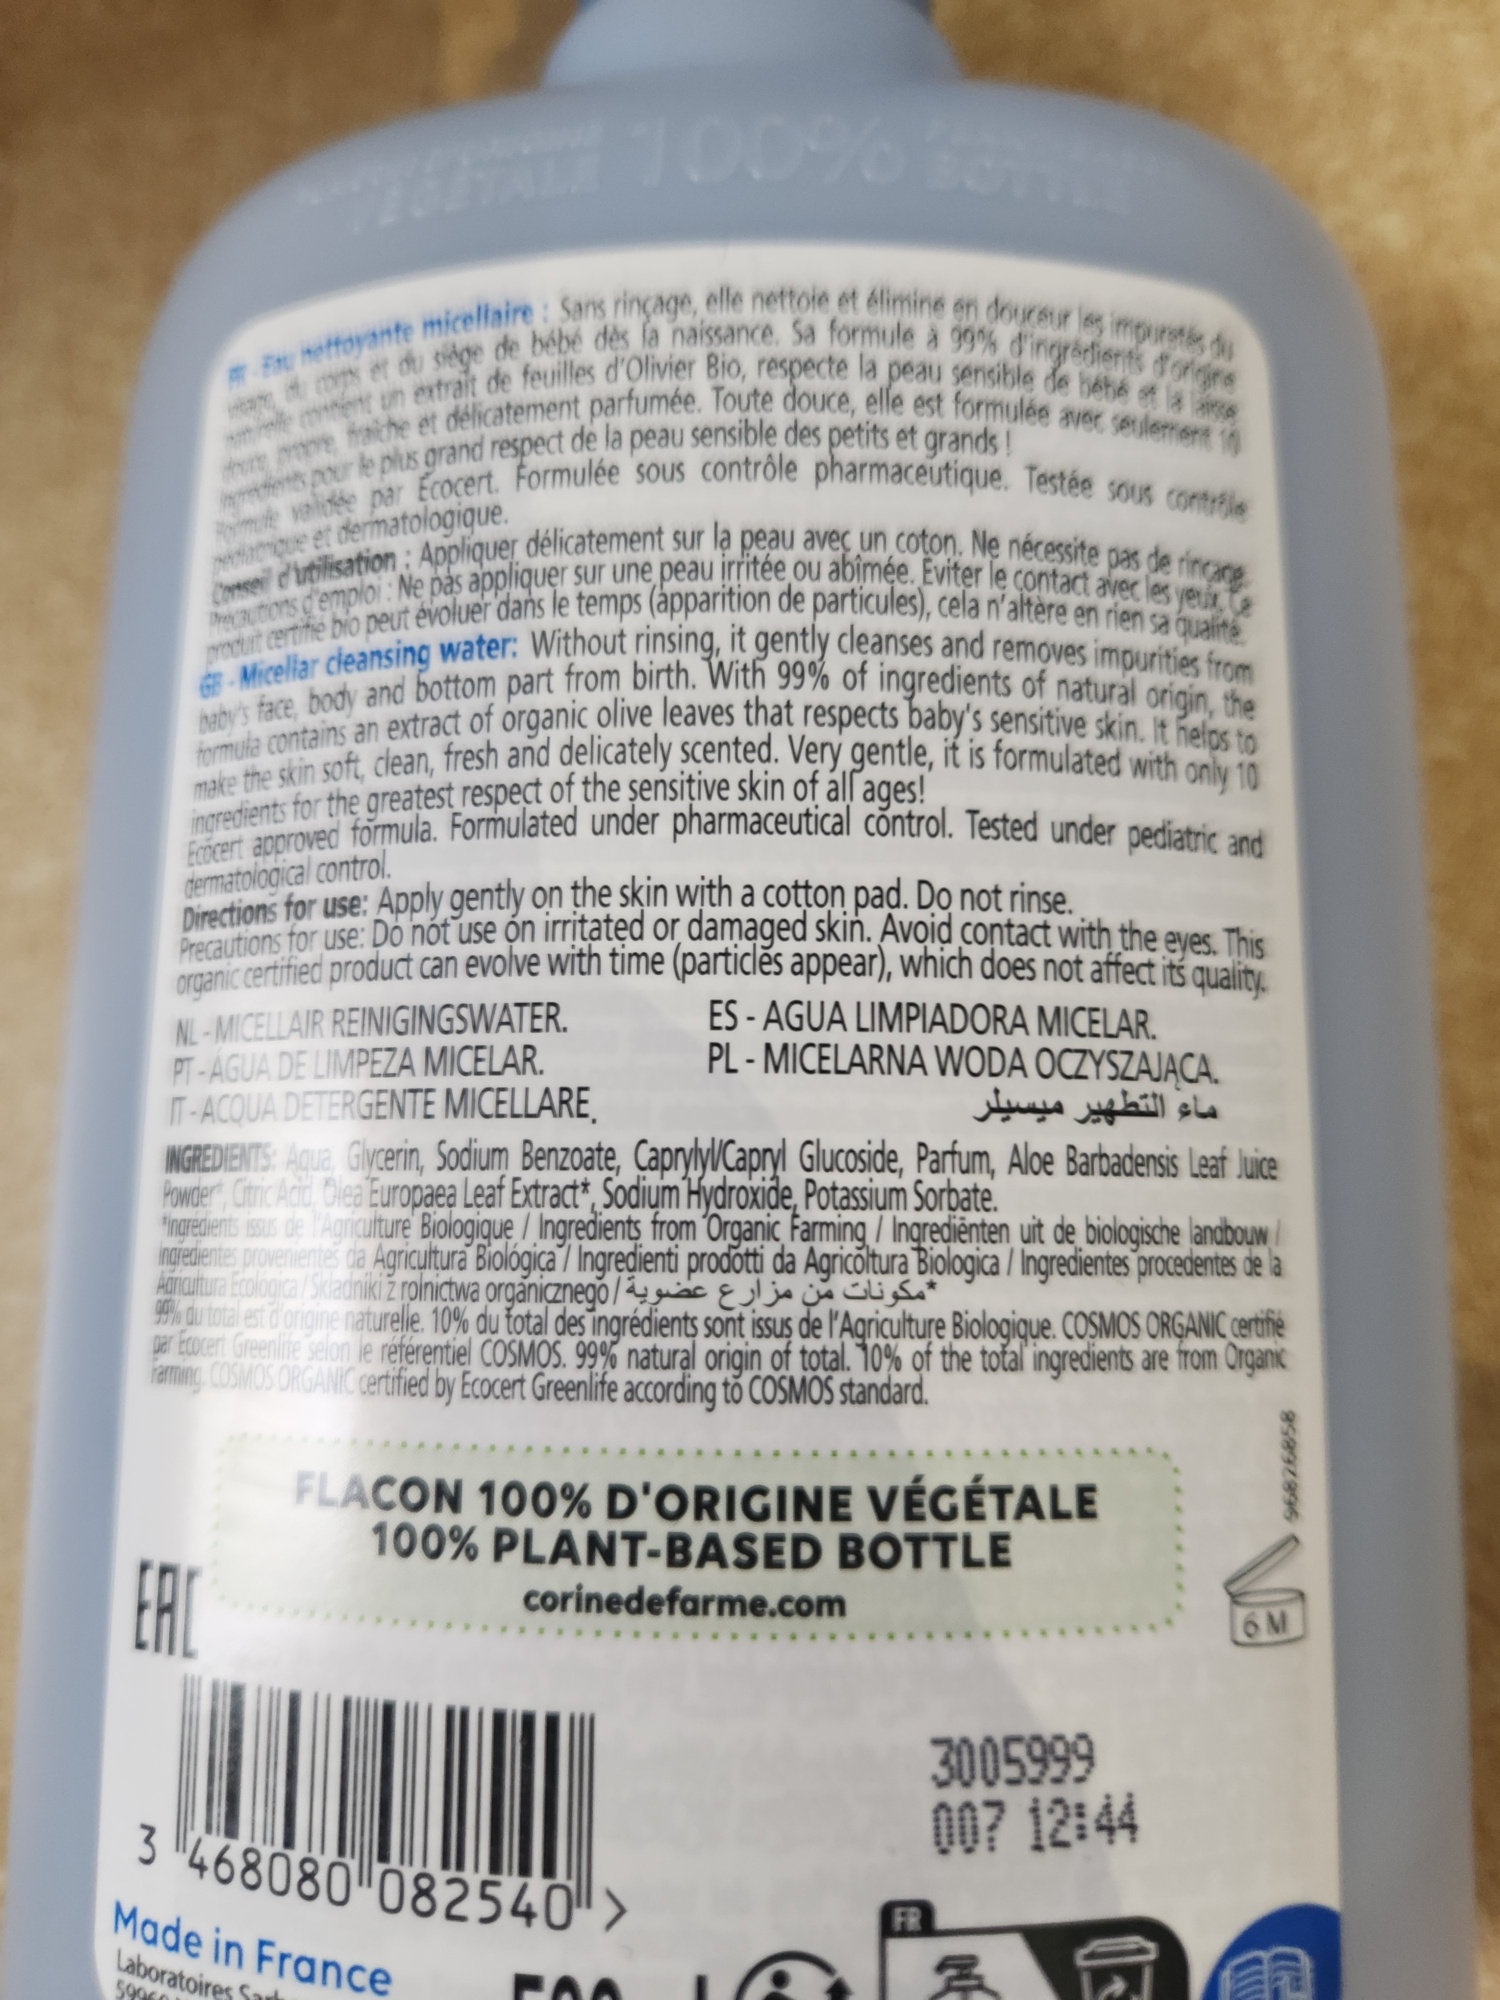 VÉGÉTALE 100% BOTTLE
FR - Eau nettoyante micellaire : Sans rinçage, elle nettoie et élimine en douceur les impuretés du
visage, du corps et du siège de bébé dès la naissance. Sa formule à 99% d'ingrédients d'origine
naturelle contient un extrait de feuilles d'Olivier Bio, respecte la peau sensible de bébé et la laisse
douce, propre, fraîche et délicatement parfumée. Toute douce, elle est formulée avec seulement 10
ingrédients pour le plus grand respect de la peau sensible des petits et grands !
Formule validée par Écocert. Formulée sous contrôle pharmaceutique. Testée sous contrôle
pédiatrique et dermatologique.
Conseil d'utilisation : Appliquer délicatement sur la peau avec un coton. Ne nécessite pas de rinçage.
Précautions d'emploi : Ne pas appliquer sur une peau irritée ou abîmée. Eviter le contact avec les yeux. Ce
produit certifié bio peut évoluer dans le temps (apparition de particules), cela n'altère en rien sa qualité.
GB - Micellar cleansing water: Without rinsing, it gently cleanses and removes impurities from
baby's face, body and bottom part from birth. With 99% of ingredients of natural origin, the
formula contains an extract of organic olive leaves that respects baby's sensitive skin. It helps to
make the skin soft, clean, fresh and delicately scented. Very gentle, it is formulated with only 10
ingredients for the greatest respect of the sensitive skin of all ages!
Ecocert approved formula. Formulated under pharmaceutical control. Tested under pediatric and
dermatological control.
Directions for use: Apply gently on the skin with a cotton pad. Do not rinse.
Precautions for use: Do not use on irritated or damaged skin. Avoid contact with the eyes. This
organic certified product can evolve with time (particles appear), which does not affect its quality.
NL - MICELLAIR REINIGINGSWATER.
ES - AGUA LIMPIADORA MICELAR.
PT - ÁGUA DE LIMPEZA MICELAR.
PL - MICELARNA WODA OCZYSZAJĄCA.
IT - ACQUA DETERGENTE MICELLARE.
ماء التطهير ميسيلر
INGREDIENTS: Aqua, Glycerin, Sodium Benzoate, Caprylyl/Capryl Glucoside, Parfum, Aloe Barbadensis Leaf Juice
Powder*, Citric Acid, Olea Europaea Leaf Extract*, Sodium Hydroxide, Potassium Sorbate.
*Ingrédients issus de l'Agriculture Biologique / Ingredients from Organic Farming / Ingrediënten uit de biologische landbouw /
Ingredientes provenientes da Agricultura Biológica / Ingredienti prodotti da Agricoltura Biologica / Ingredientes procedentes de la
Agricultura Ecológica / Składniki z rolnictwa organicznego / مكونات من مزارع عضوية*
99% du total est d'origine naturelle. 10% du total des ingrédients sont issus de l'Agriculture Biologique. COSMOS ORGANIC certifié
par Ecocert Greenlife selon le référentiel COSMOS. 99% natural origin of total. 10% of the total ingredients are from Organic
Farming. COSMOS ORGANIC certified by Ecocert Greenlife according to COSMOS standard.
96826858
FLACON 100% D'ORIGINE VÉGÉTALE
100% PLANT-BASED BOTTLE
corinedefarme.com
EAC
6 M
3005999
007 12:44
3 468080 082540 >
Made in France
FR
Laboratoires